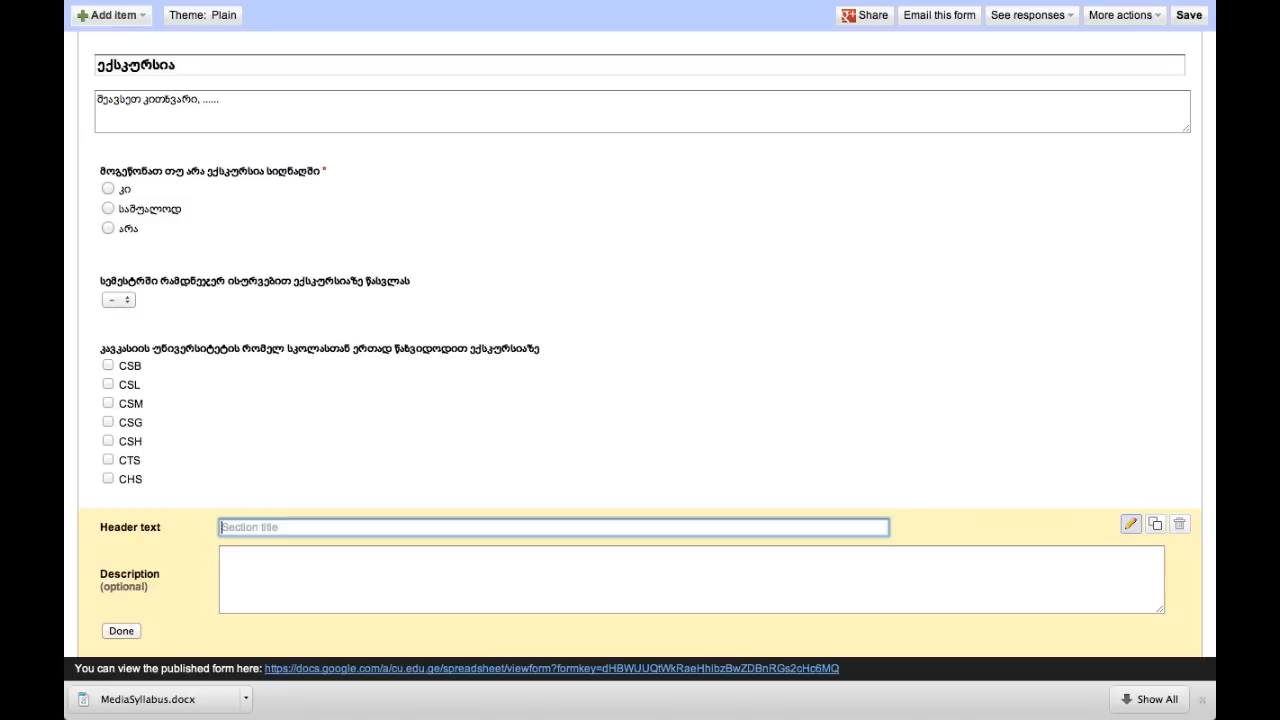 Add item
Theme: Plain
Share
Email this form
See responses
More actions
Save
ექსკურსია
შეავსეთ კითხვარი, ......
მოგეწონათ თუ არა ექსკურსია სიღნაღში *
კი
საშუალოდ
არა
სემესტრში რამდნეჯერ ისურვებით ექსკურსიაზე წასვლას
–
კავკასიის უნივერსიტეტის რომელ სკოლასთან ერთად წახვიდოდით ექსკურსიაზე
CSB
CSL
CSM
CSG
CSH
CTS
CHS
Header text
Section title
Description
(optional)
Done
You can view the published form here: https://docs.google.com/a/cu.edu.ge/spreadsheet/viewform?formkey=dHBWUUQtWkRaeHhibzBwZDBnRGs2cHc6MQ
MediaSyllabus.docx
Show All